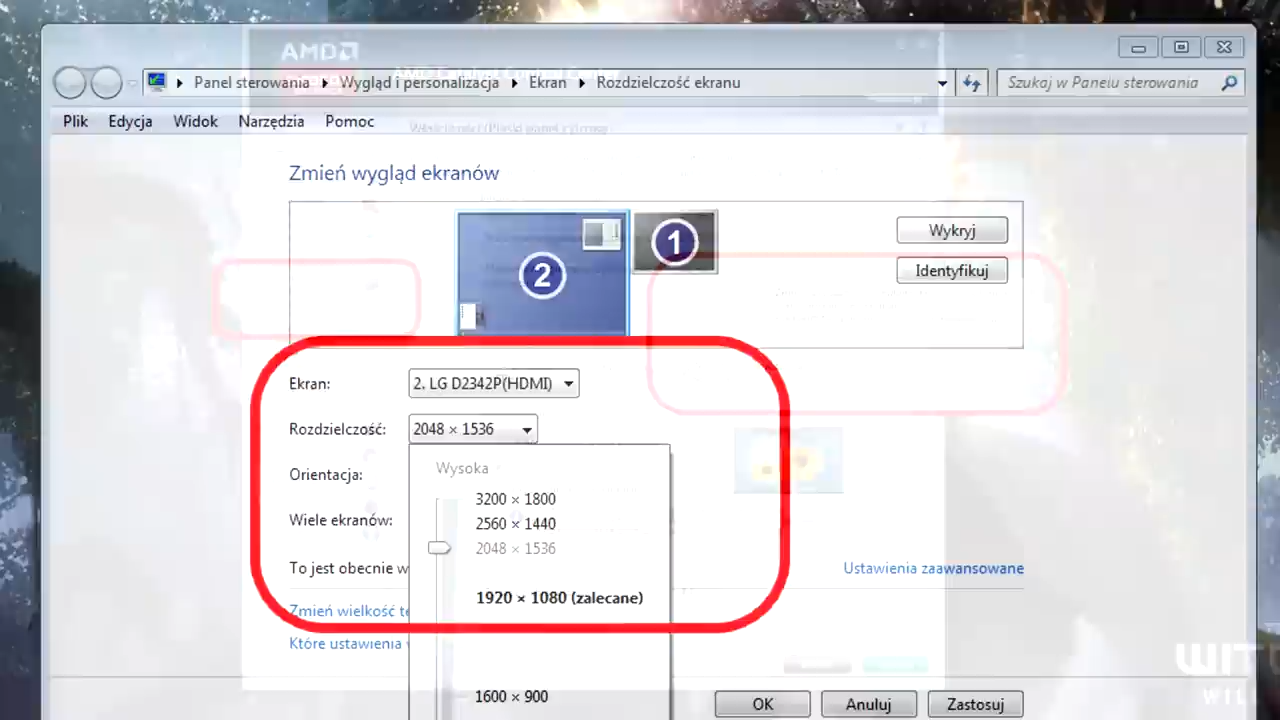 AMD
Panel sterowania Wygląd i personalizacja Ekran Rozdzielczość ekranu Szukaj w Panelu sterowania
Plik Edycja Widok Narzędzia Pomoc
Zmień wygląd ekranów
2 1 Wykryj
Identyfikuj
Ekran: 2. LG D2342P(HDMI)
Rozdzielczość: 2048 × 1536
Wysoka
Orientacja:
3200 × 1800
Wiele ekranów: 2560 × 1440
2048 × 1536
To jest obecnie Ustawienia zaawansowane
1920 × 1080 (zalecane)
Zmień wielkość
Które ustawienia
1600 × 900
OK Anuluj Zastosuj